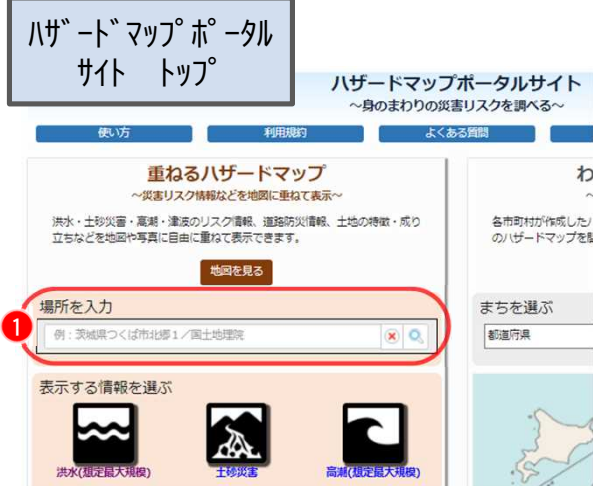 ﾊｻﾞｰﾄﾞﾏｯﾌﾟﾎﾟｰﾀﾙ
ｻｲﾄ ﾄｯﾌﾟ
ハザードマップポータルサイト
～身のまわりの災害リスクを調べる～
使い方
利用規約
よくある質問
重ねるハザードマップ
～災害リスク情報などを地図に重ねて表示～
洪水・土砂災害・高潮・津波のリスク情報、道路防災情報、土地の特徴・成り
立ちなどを地図や写真に自由に重ねて表示できます。
地図を見る
1
場所を入力
例：茨城県つくば市北郷１／国土地理院
表示する情報を選ぶ
洪水(想定最大規模)
土砂災害
高潮(想定最大規模)
わ
～
各市町村が作成したハ
のハザードマップを閲
まちを選ぶ
都道府県